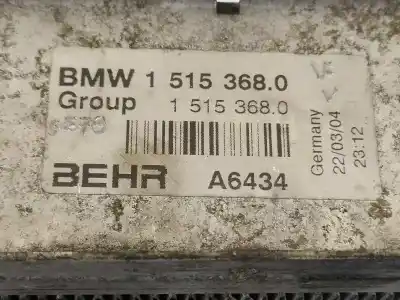 BMW 1 515 368.0
Group 1 515 368.0
BEHR A6434
Germany
22/03/04
23:12